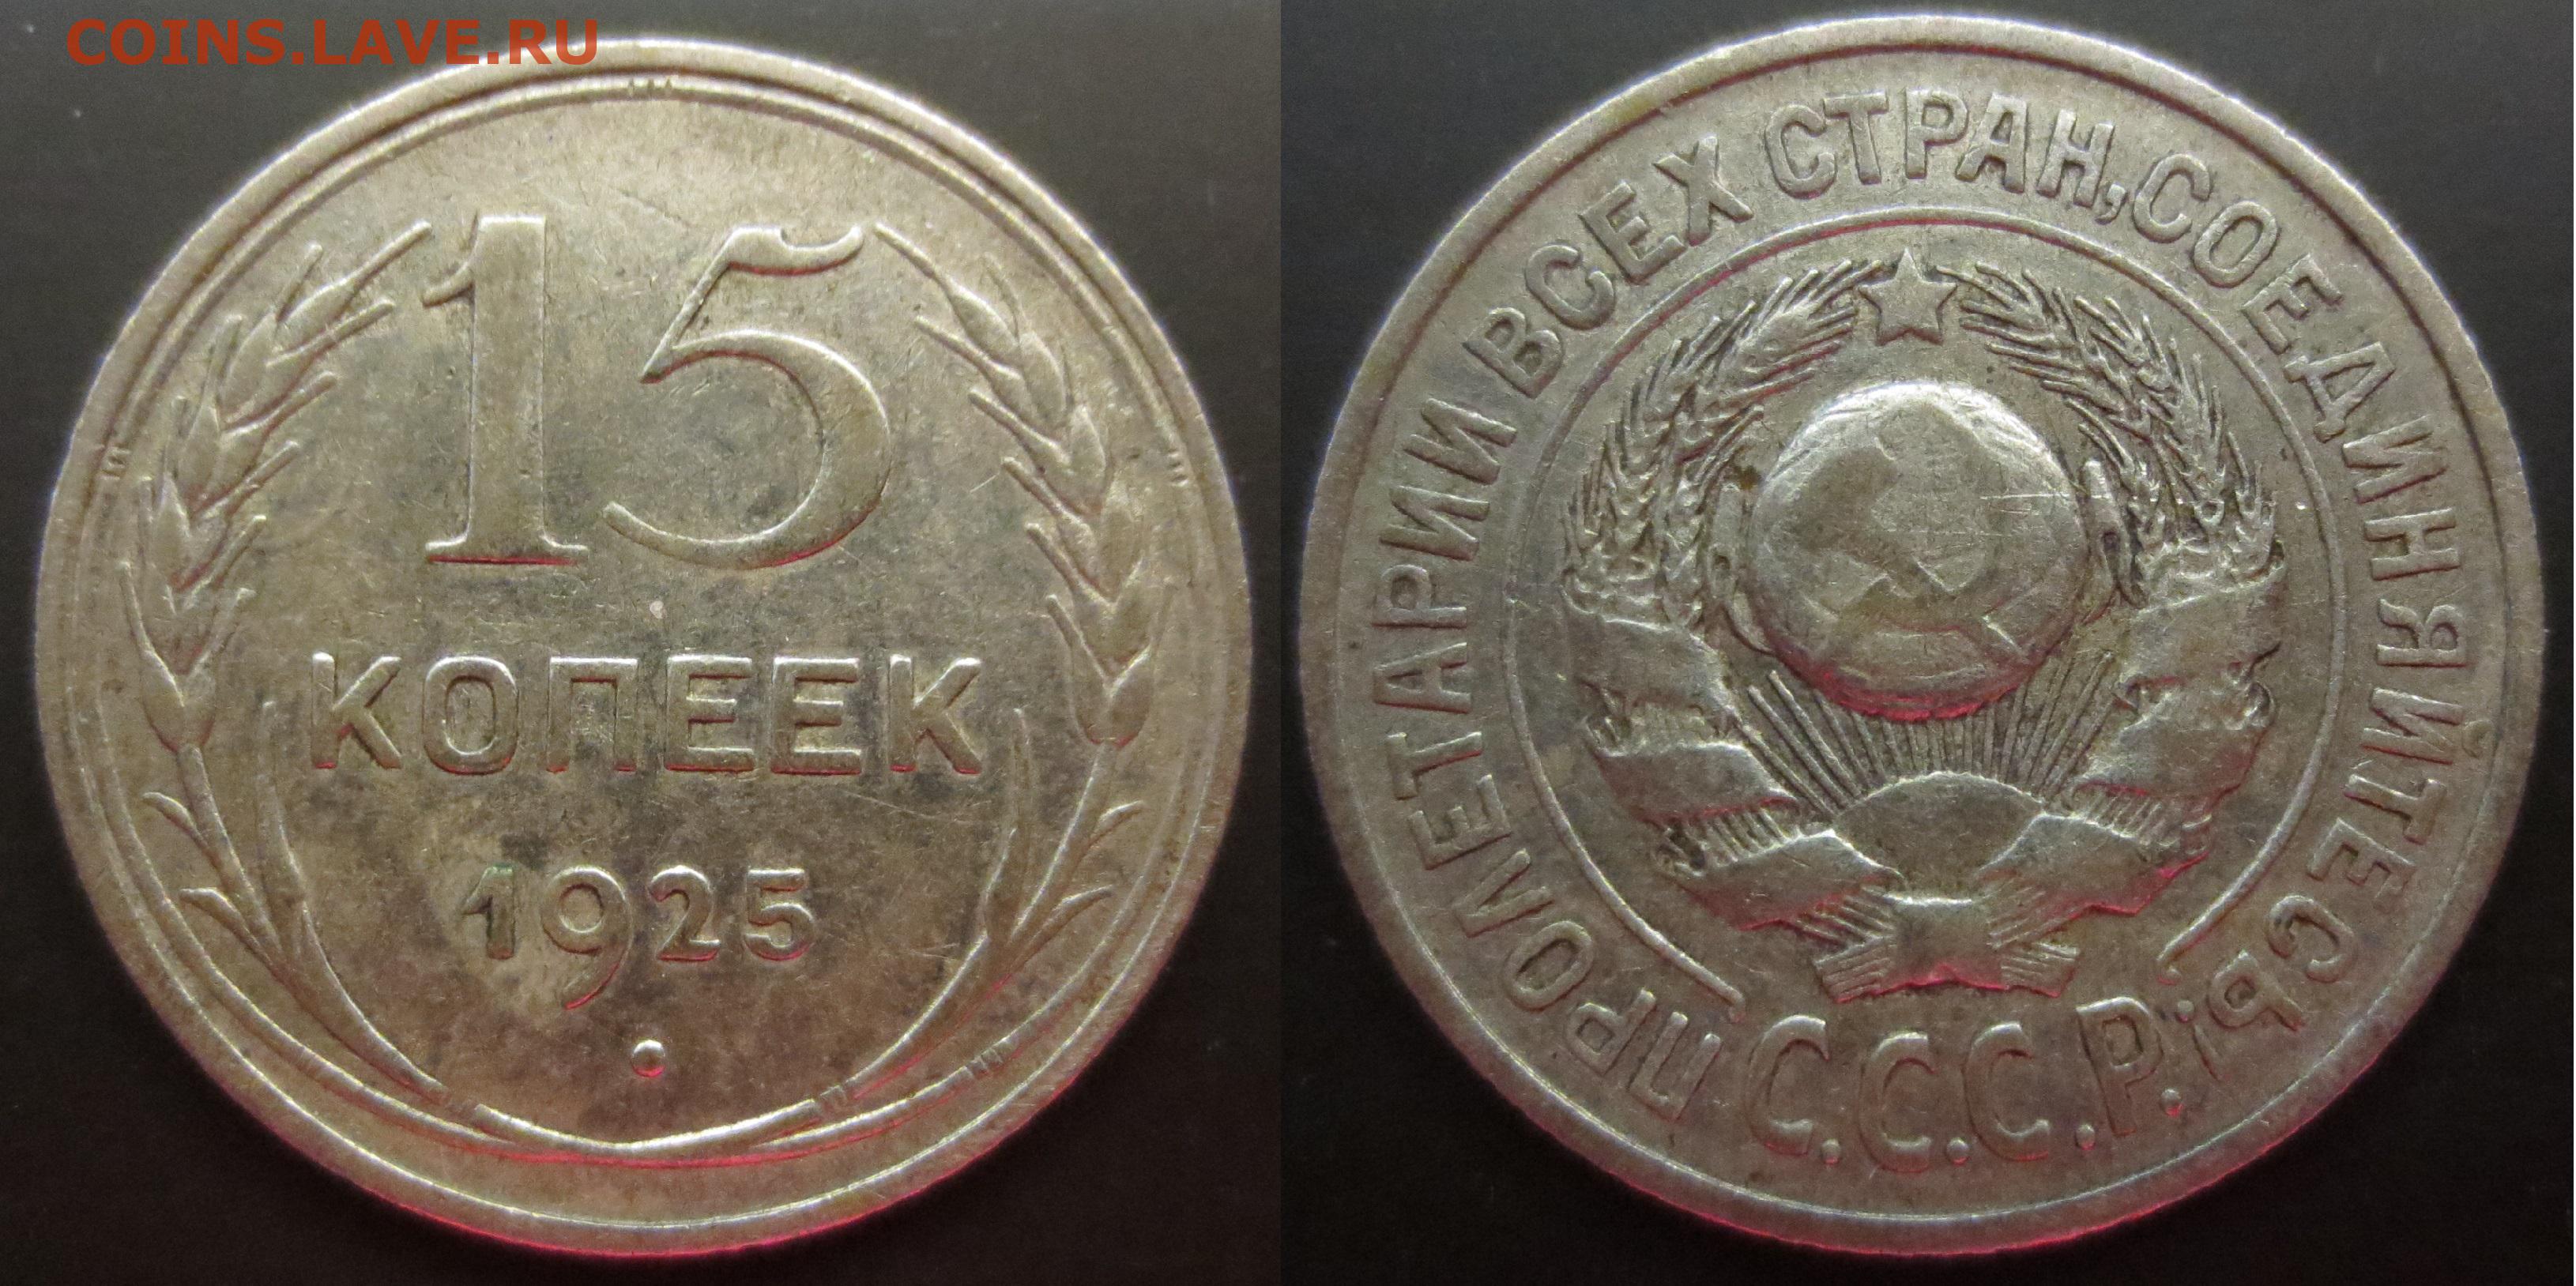 COINS.LAVE.RU
15
КОПЕЕК
1925
ПРОЛЕТАРИИ ВСЕХ СТРАН, СОЕДИНЯЙТЕСЬ!
С.С.С.Р.